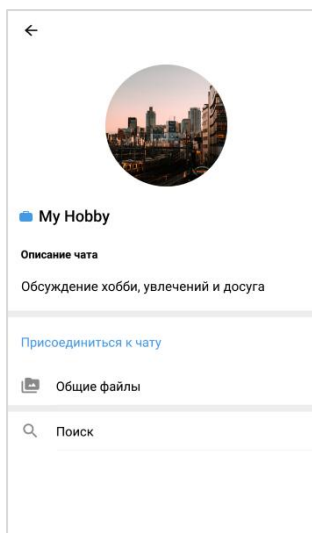 My Hobby
Описание чата
Обсуждение хобби, увлечений и досуга
Присоединиться к чату
Общие файлы
Поиск